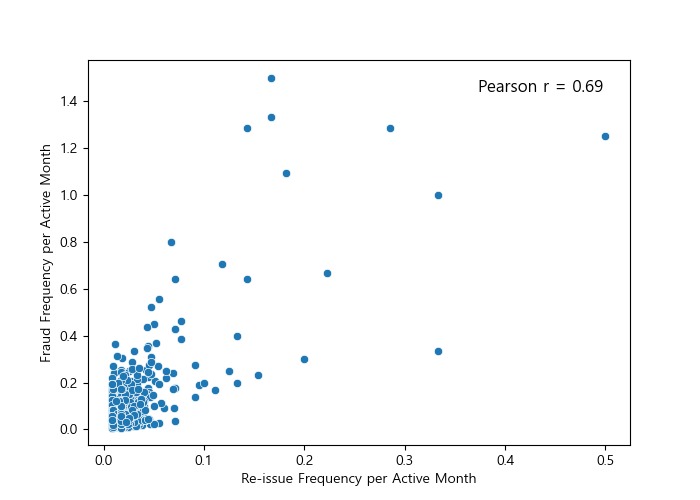 Pearson r = 0.69
Fraud Frequency per Active Month
1.4
1.2
1.0
0.8
0.6
0.4
0.2
0.0
0.0 0.1 0.2 0.3 0.4 0.5
Re-issue Frequency per Active Month